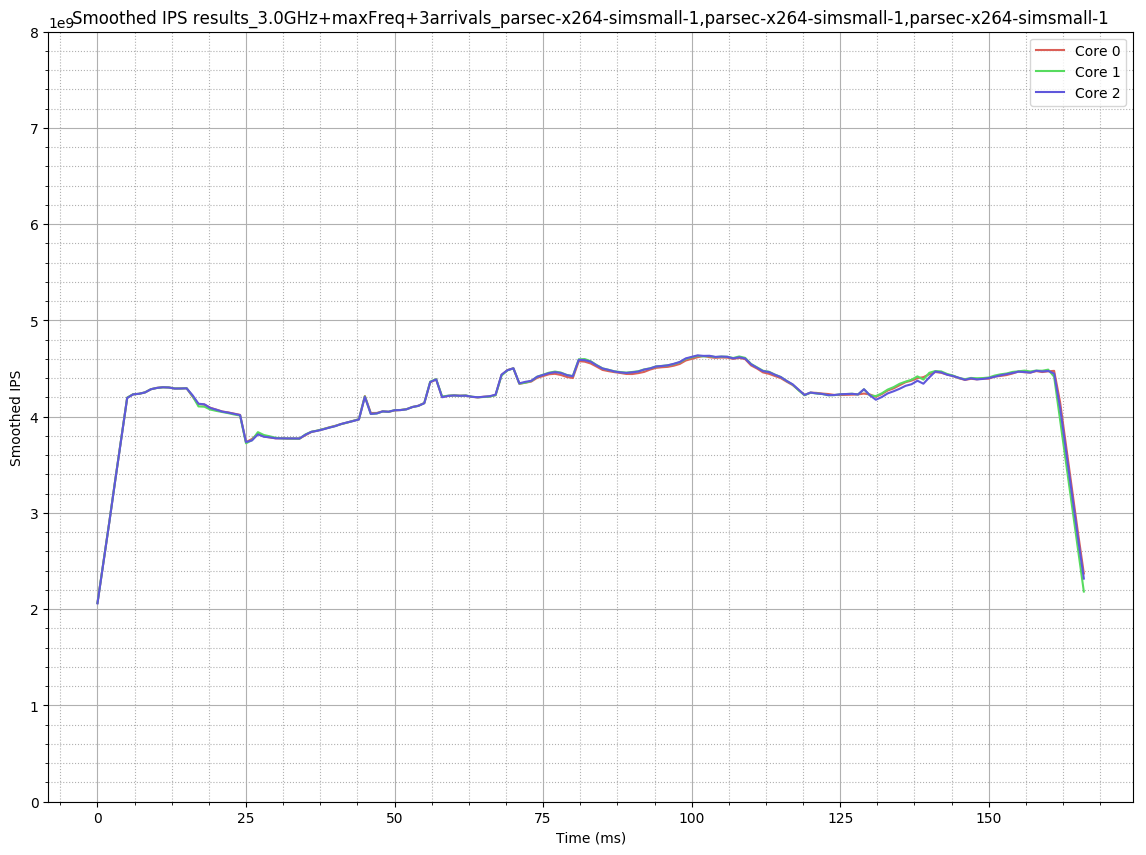 Smoothed IPS results_3.0GHz+maxFreq+3arrivals_parsec-x264-simsmall-1,parsec-x264-simsmall-1,parsec-x264-simsmall-1
1e9
8
7
6
5
4
3
2
1
0
Smoothed IPS
Core 0
Core 1
Core 2
0 25 50 75 100 125 150
Time (ms)